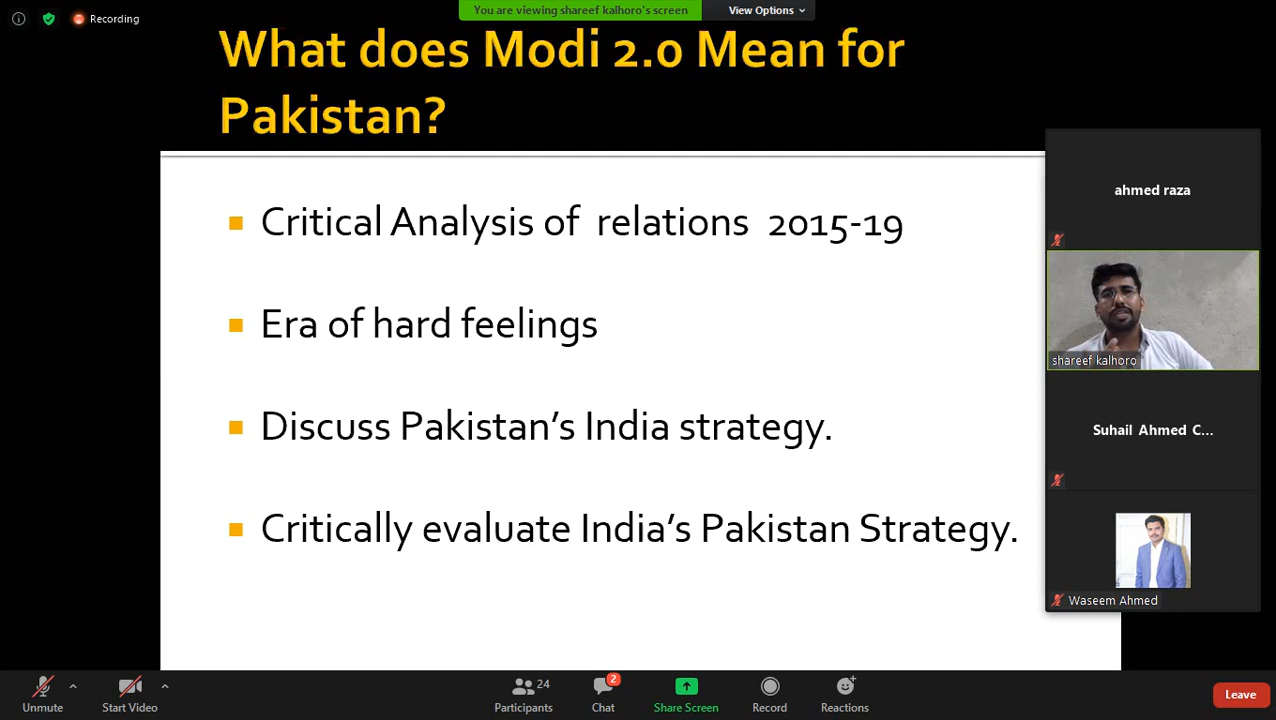 Recording
You are viewing shareef kalhoro's screen
View Options
What does Modi 2.0 Mean for
Pakistan?
Critical Analysis of relations 2015-19
Era of hard feelings
Discuss Pakistan's India strategy.
Critically evaluate India's Pakistan Strategy.
ahmed raza
shareef kalhoro
Suhail Ahmed C...
Waseem Ahmed
Unmute
Start Video
24
Participants
2
Chat
Share Screen
Record
Reactions
Leave